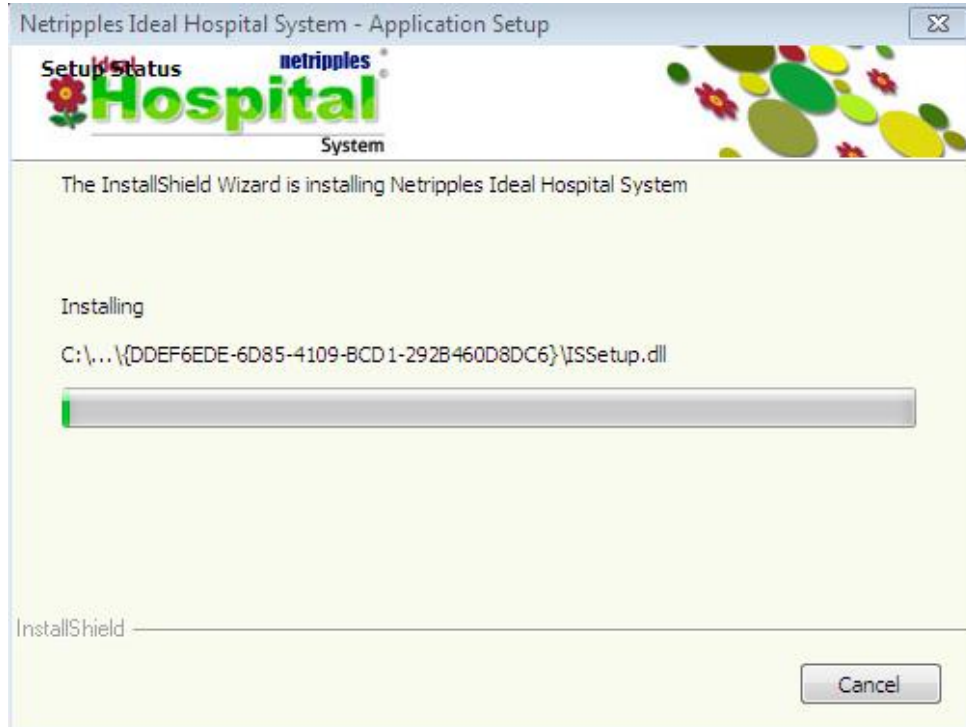 Netripples Ideal Hospital System - Application Setup
Setup Status
ideal
netripples
Hospital
System
The InstallShield Wizard is installing Netripples Ideal Hospital System
Installing
C:\...\{DDEF6EDE-6D85-4109-BCD1-292B460D8DC6}\ISSetup.dll
InstallShield
Cancel